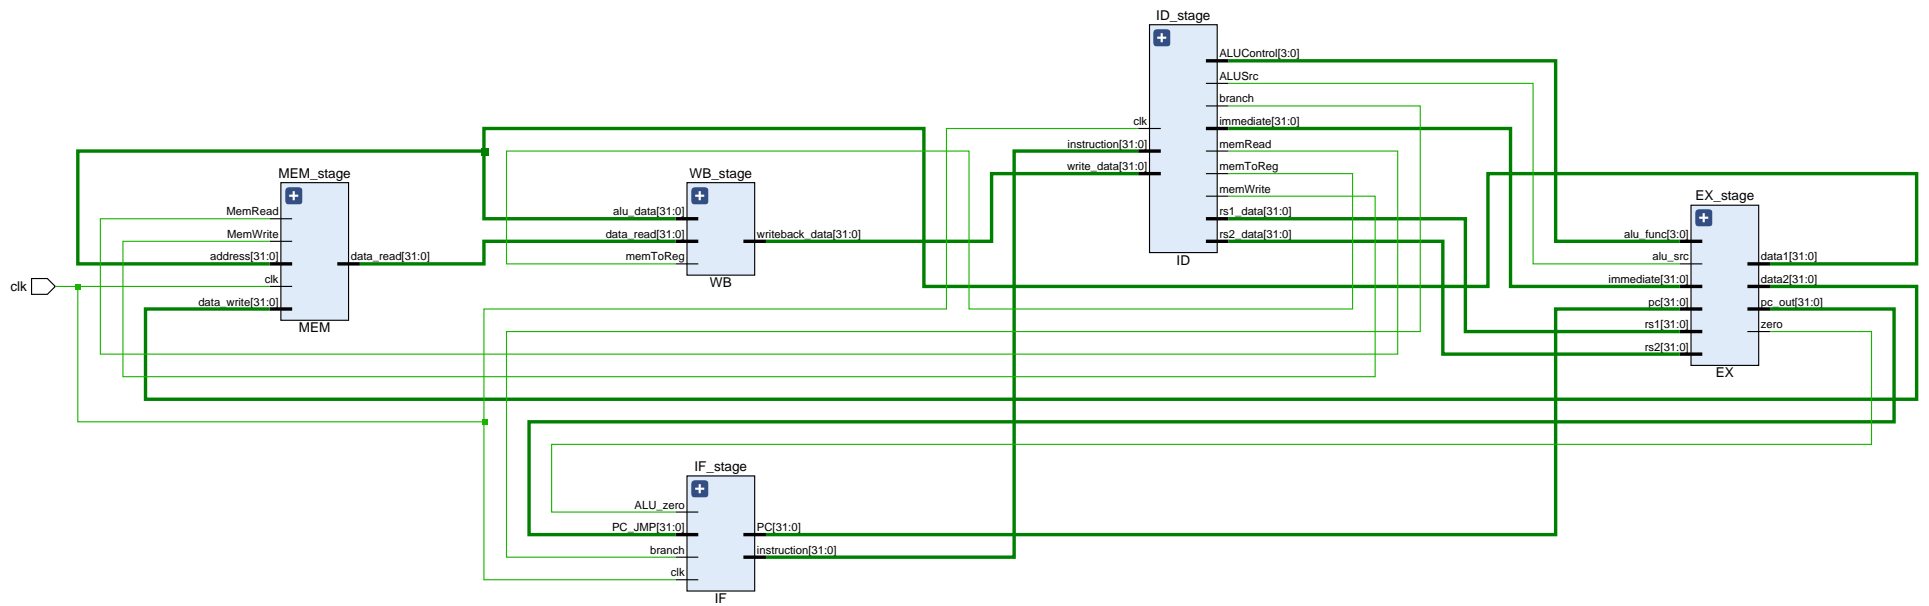 clk
MEM_stage
MemRead
MemWrite
address[31:0]
clk
data_write[31:0]
data_read[31:0]
MEM
WB_stage
alu_data[31:0]
data_read[31:0]
memToReg
writeback_data[31:0]
WB
IF_stage
ALU_zero
PC_JMP[31:0]
branch
clk
PC[31:0]
instruction[31:0]
IF
ID_stage
clk
instruction[31:0]
write_data[31:0]
ALUControl[3:0]
ALUSrc
branch
immediate[31:0]
memRead
memToReg
memWrite
rs1_data[31:0]
rs2_data[31:0]
ID
EX_stage
alu_func[3:0]
alu_src
immediate[31:0]
pc[31:0]
rs1[31:0]
rs2[31:0]
data1[31:0]
data2[31:0]
pc_out[31:0]
zero
EX